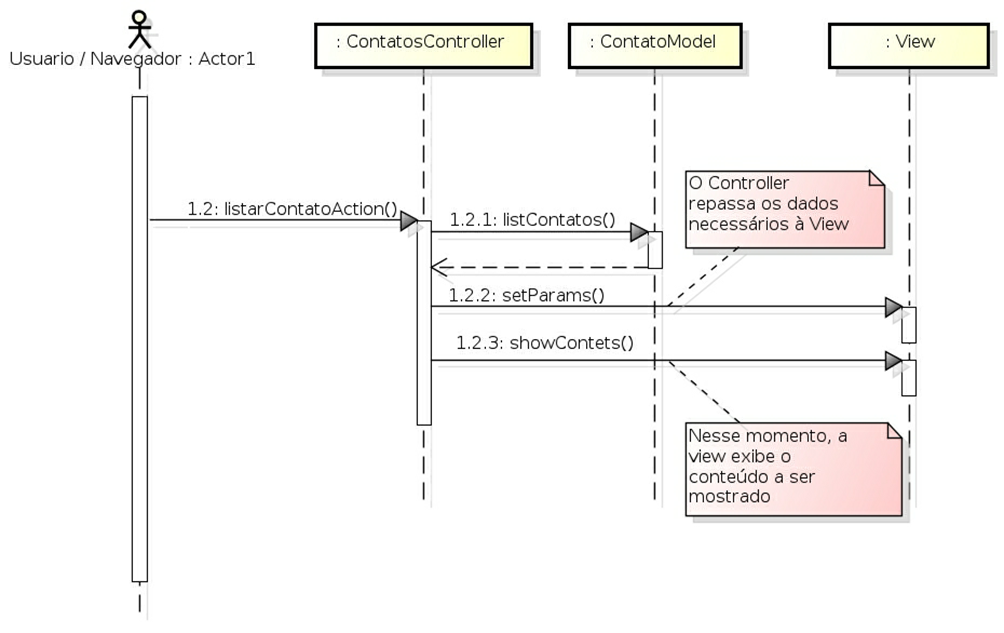 Usuario / Navegador : Actor1
: ContatosController
: ContatoModel
: View
1.2: listarContatoAction()
1.2.1: listContatos()
O Controller
repassa os dados
necessários à View
1.2.2: setParams()
1.2.3: showContets()
Nesse momento, a
view exibe o
conteúdo a ser
mostrado